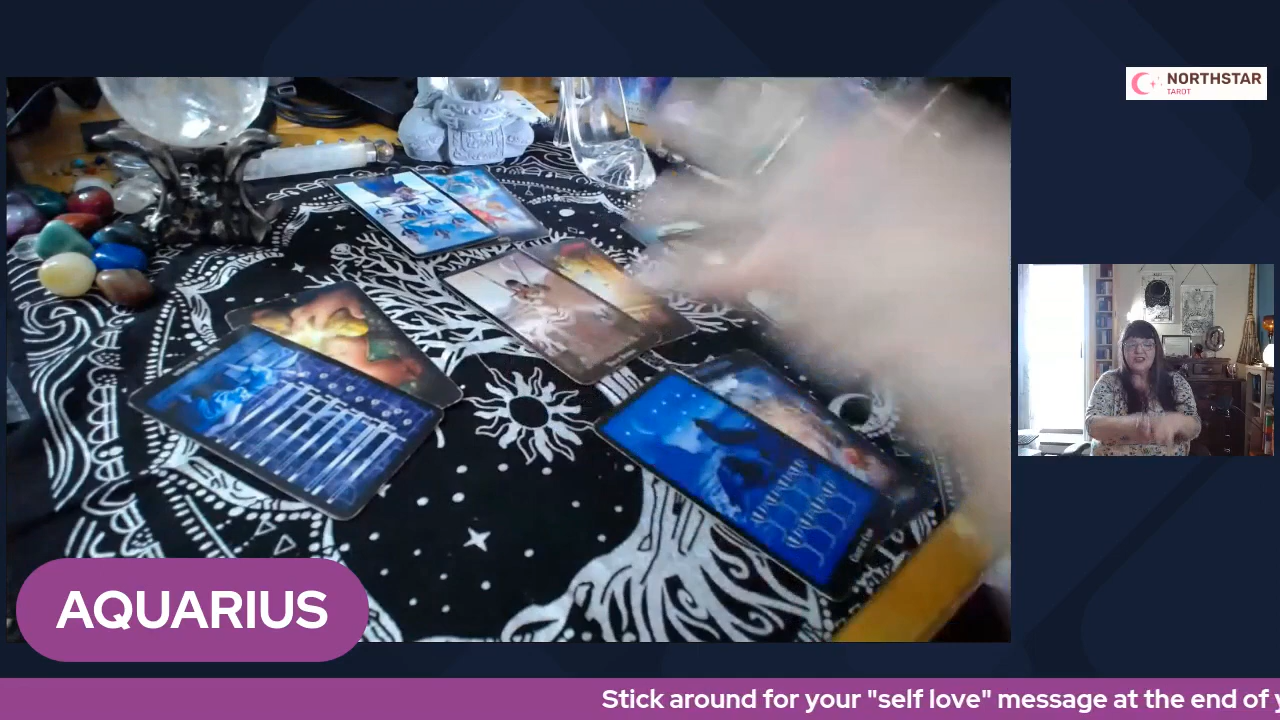 NORTHSTAR
TAROT
AQUARIUS
Stick around for your "self love" message at the end of